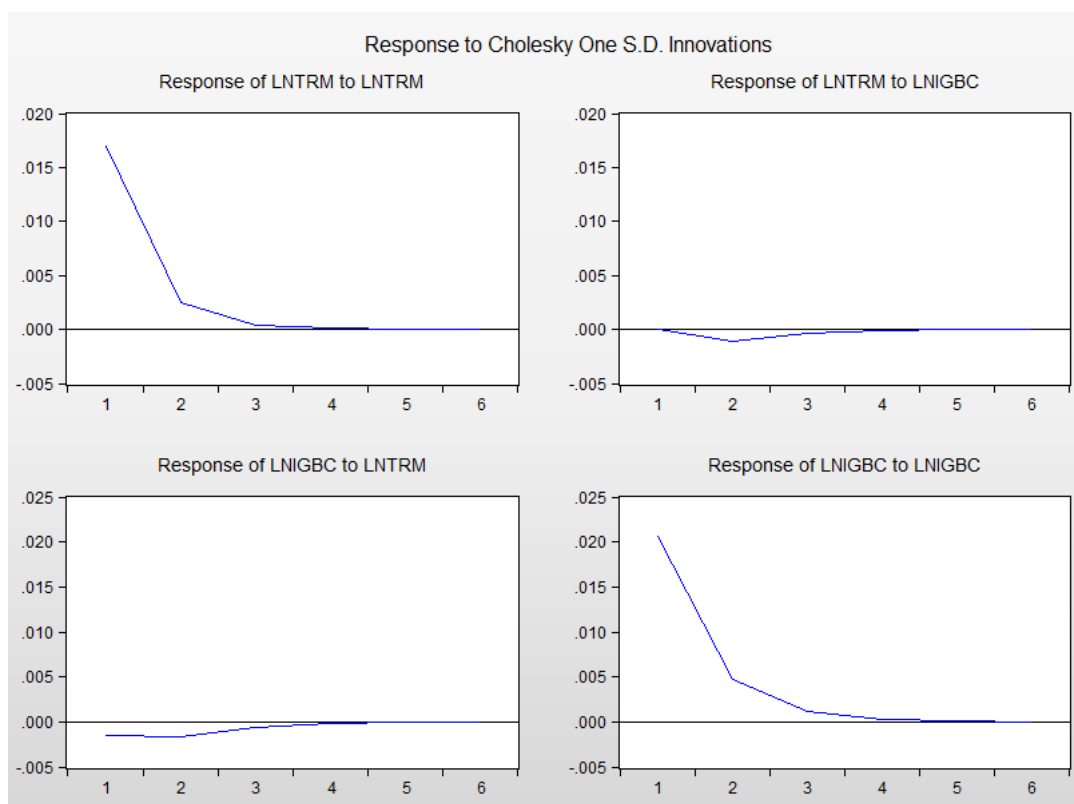 Response to Cholesky One S.D. Innovations
Response of LNTRM to LNTRM
.020
.015
.010
.005
.000
-.005
1 2 3 4 5 6
Response of LNTRM to LNIGBC
.020
.015
.010
.005
.000
-.005
1 2 3 4 5 6
Response of LNIGBC to LNTRM
.025
.020
.015
.010
.005
.000
-.005
1 2 3 4 5 6
Response of LNIGBC to LNIGBC
.025
.020
.015
.010
.005
.000
-.005
1 2 3 4 5 6